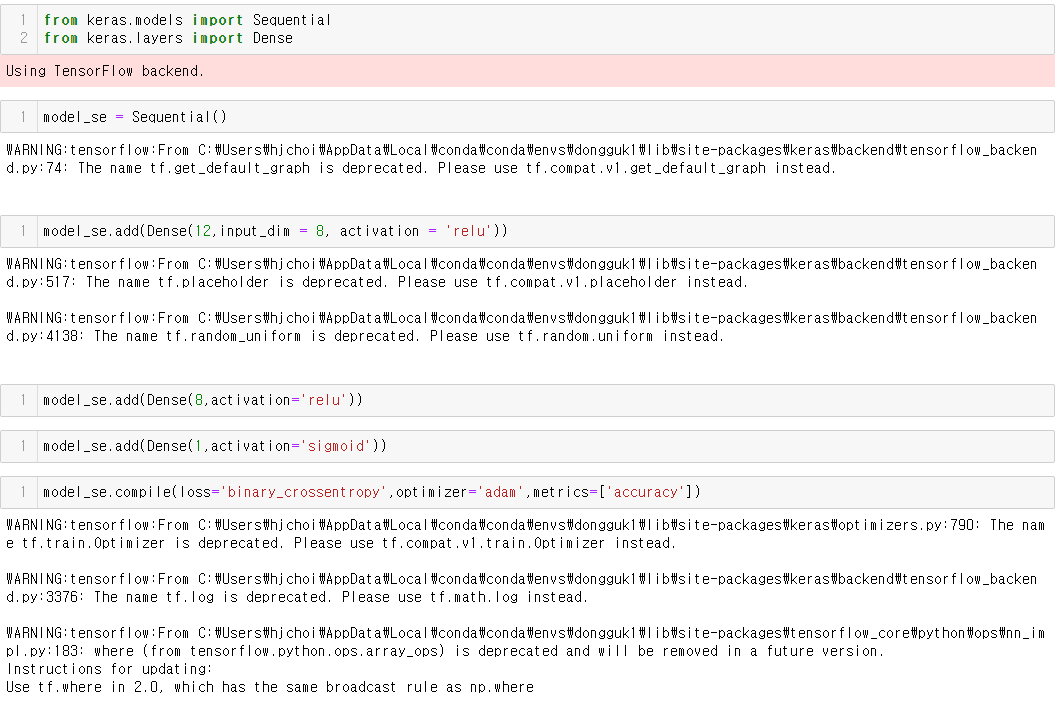 1 from keras.models import Sequential
2 from keras.layers import Dense
Using TensorFlow backend.
1 model_se = Sequential()
WARNING:tensorflow:From C:₩Users₩hjchoi₩AppData₩Local₩conda₩conda₩envs₩dongguk1₩lib₩site-packages₩keras₩backend₩tensorflow_backen
d.py:74: The name tf.get_default_graph is deprecated. Please use tf.compat.v1.get_default_graph instead.
1 model_se.add(Dense(12,input_dim = 8, activation = 'relu'))
WARNING:tensorflow:From C:₩Users₩hjchoi₩AppData₩Local₩conda₩conda₩envs₩dongguk1₩lib₩site-packages₩keras₩backend₩tensorflow_backen
d.py:517: The name tf.placeholder is deprecated. Please use tf.compat.v1.placeholder instead.
WARNING:tensorflow:From C:₩Users₩hjchoi₩AppData₩Local₩conda₩conda₩envs₩dongguk1₩lib₩site-packages₩keras₩backend₩tensorflow_backen
d.py:4138: The name tf.random_uniform is deprecated. Please use tf.random.uniform instead.
1 model_se.add(Dense(8,activation='relu'))
1 model_se.add(Dense(1,activation='sigmoid'))
1 model_se.compile(loss='binary_crossentropy',optimizer='adam',metrics=['accuracy'])
WARNING:tensorflow:From C:₩Users₩hjchoi₩AppData₩Local₩conda₩conda₩envs₩dongguk1₩lib₩site-packages₩keras₩optimizers.py:790: The nam
e tf.train.Optimizer is deprecated. Please use tf.compat.v1.train.Optimizer instead.
WARNING:tensorflow:From C:₩Users₩hjchoi₩AppData₩Local₩conda₩conda₩envs₩dongguk1₩lib₩site-packages₩keras₩backend₩tensorflow_backen
d.py:3376: The name tf.log is deprecated. Please use tf.math.log instead.
WARNING:tensorflow:From C:₩Users₩hjchoi₩AppData₩Local₩conda₩conda₩envs₩dongguk1₩lib₩site-packages₩tensorflow_core₩python₩ops₩nn_im
pl.py:183: where (from tensorflow.python.ops.array_ops) is deprecated and will be removed in a future version.
Instructions for updating:
Use tf.where in 2.0, which has the same broadcast rule as np.where